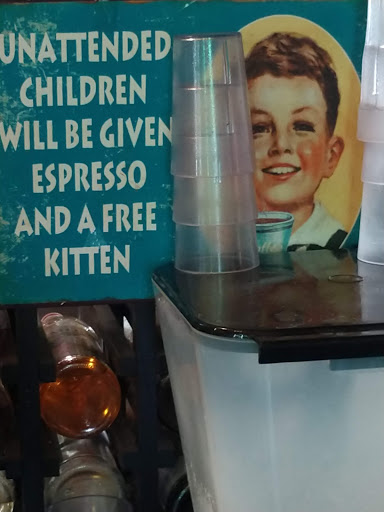 UNATTENDED
CHILDREN
WILL BE GIVEN
ESPRESSO
AND A FREE
KITTEN